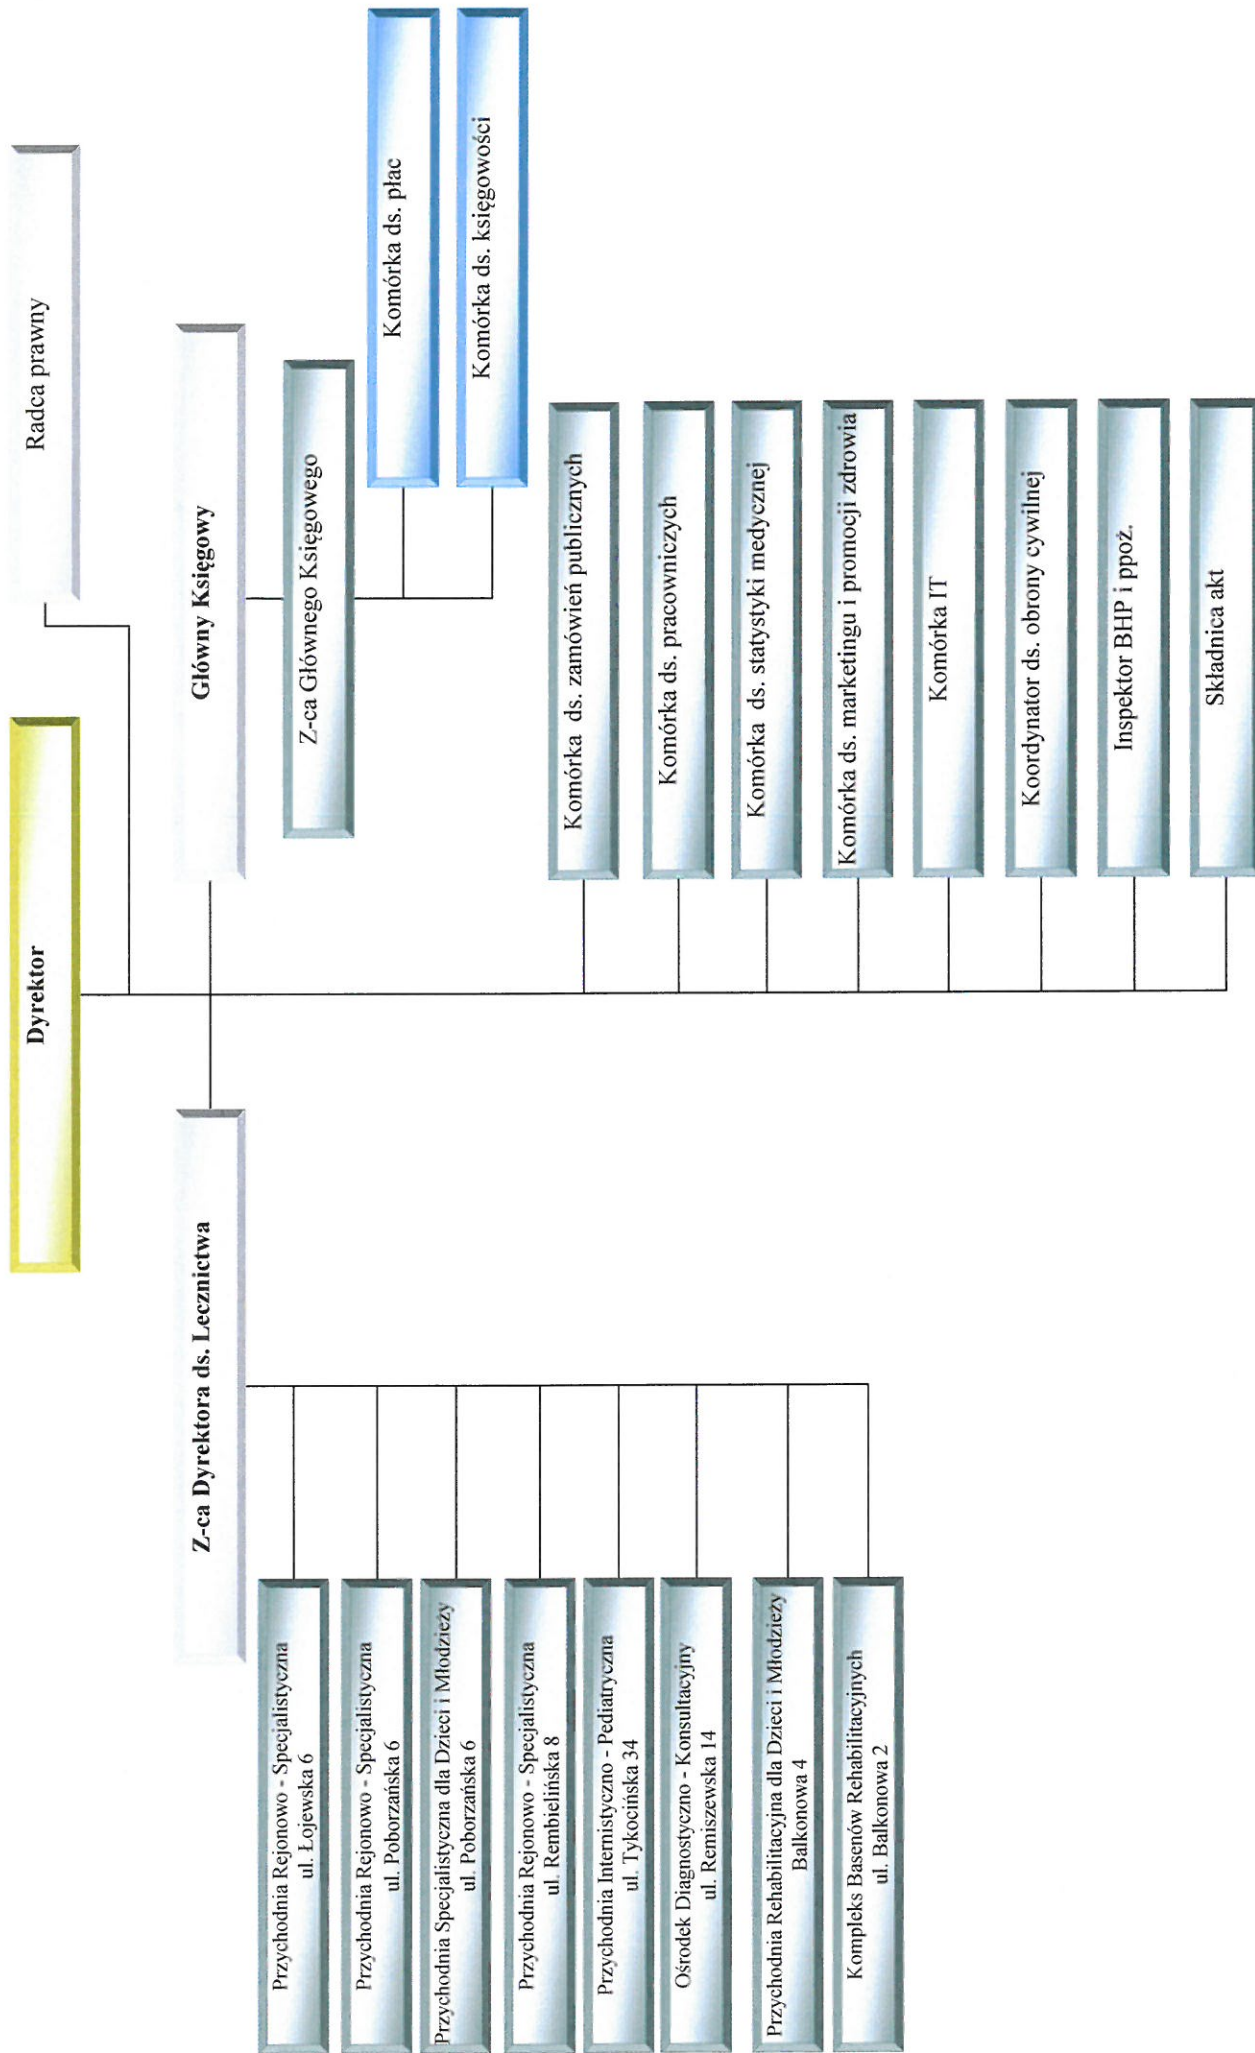 Dyrektor
Radca prawny
Z-ca Dyrektora ds. Lecznictwa
Główny Księgowy
Przychodnia Rejonowo - Specjalistyczna
ul. Łojewska 6
Przychodnia Rejonowo - Specjalistyczna
ul. Poborzańska 6
Przychodnia Specjalistyczna dla Dzieci i Młodzieży
ul. Poborzańska 6
Przychodnia Rejonowo - Specjalistyczna
ul. Rembielińska 8
Przychodnia Internistyczno - Pediatryczna
ul. Tykocińska 34
Ośrodek Diagnostyczno - Konsultacyjny
ul. Remiszewska 14
Przychodnia Rehabilitacyjna dla Dzieci i Młodzieży
Balkonowa 4
Kompleks Basenów Rehabilitacyjnych
ul. Balkonowa 2
Z-ca Głównego Księgowego
Komórka ds. płac
Komórka ds. księgowości
Komórka ds. zamówień publicznych
Komórka ds. pracowniczych
Komórka ds. statystyki medycznej
Komórka ds. marketingu i promocji zdrowia
Komórka IT
Koordynator ds. obrony cywilnej
Inspektor BHP i ppoż.
Składnica akt